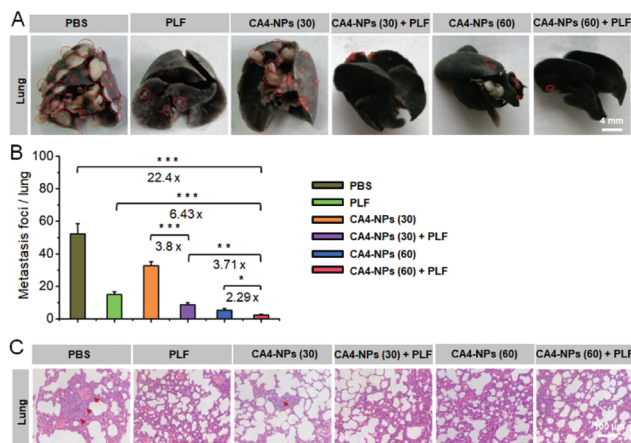 A
PBS
PLF
CA4-NPs (30)
CA4-NPs (30) + PLF
CA4-NPs (60)
CA4-NPs (60) + PLF
Lung
4 mm
B
Metastasis foci / lung
100
80
60
40
20
0
* * *
22.4 x
* * *
6.43 x
* * *
3.8 x
* *
3.71 x
*
2.29 x
PBS
PLF
CA4-NPs (30)
CA4-NPs (30) + PLF
CA4-NPs (60)
CA4-NPs (60) + PLF
C
PBS
PLF
CA4-NPs (30)
CA4-NPs (30) + PLF
CA4-NPs (60)
CA4-NPs (60) + PLF
Lung
100 μm